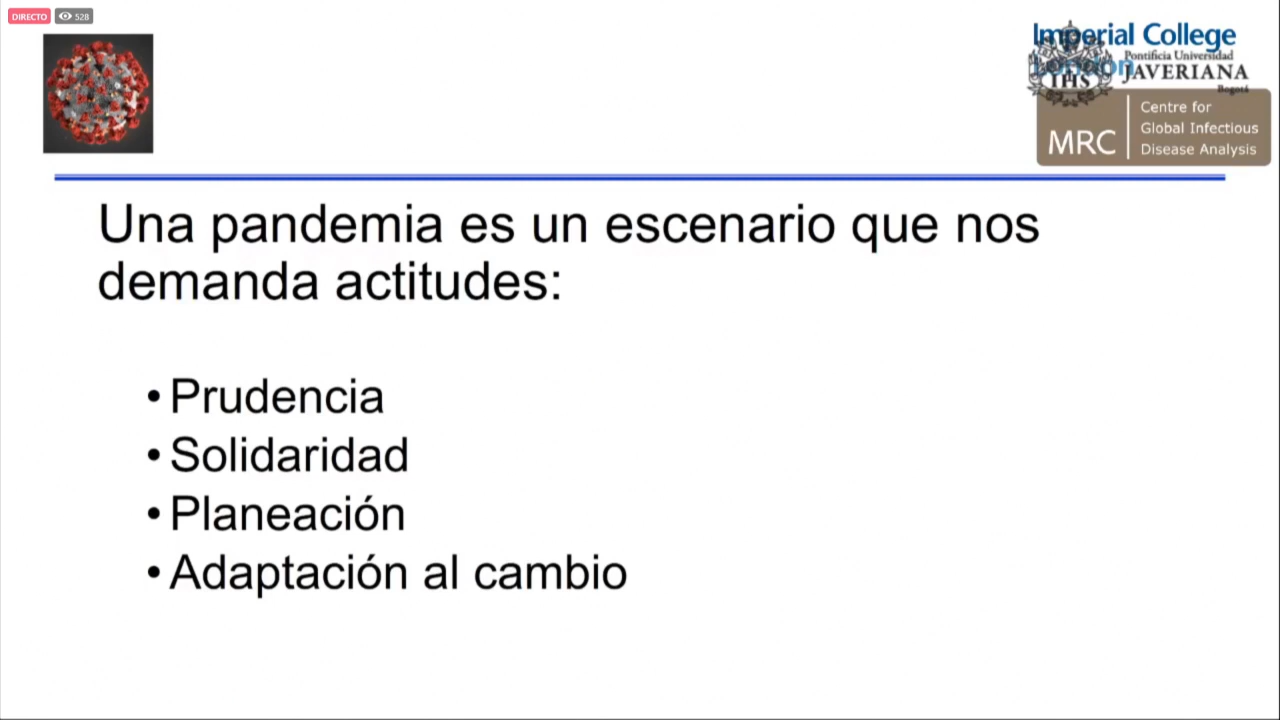 DIRECTO 528
Imperial College
London
Pontificia Universidad
JAVERIANA
Bogotá
IHS
MRC
Centre for
Global Infectious
Disease Analysis
Una pandemia es un escenario que nos
demanda actitudes:
• Prudencia
• Solidaridad
• Planeación
• Adaptación al cambio